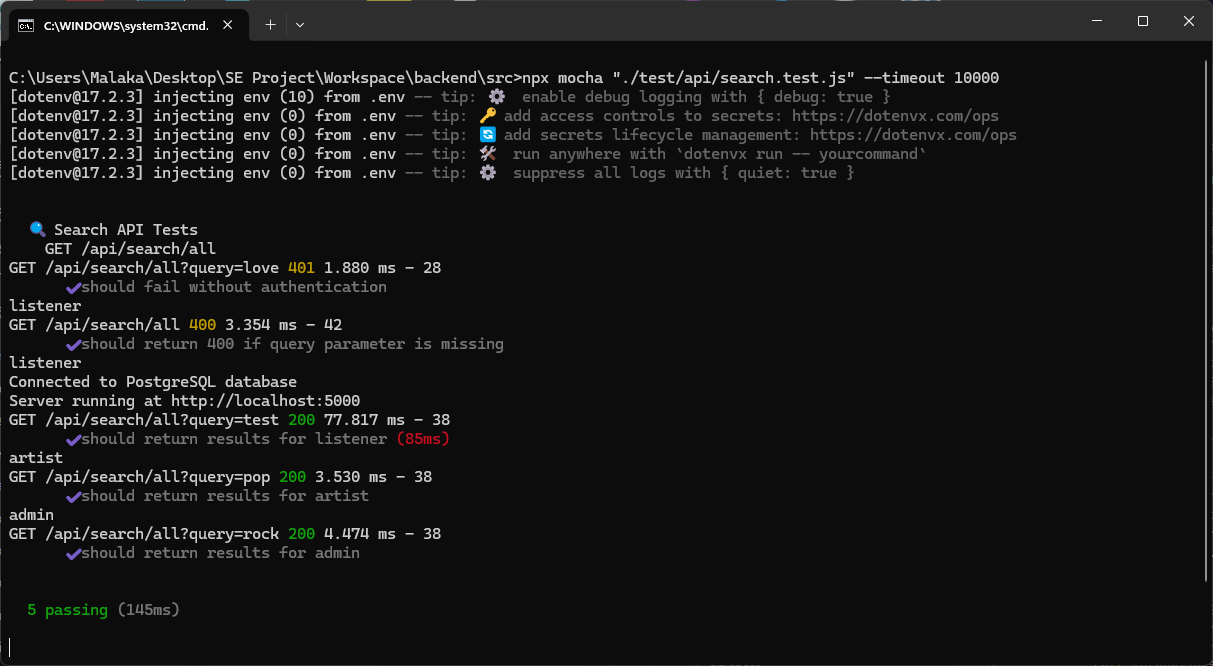 C:\WINDOWS\system32\cmd.
C:\Users\Malaka\Desktop\SE Project\Workspace\backend\src>npx mocha "./test/api/search.test.js" --timeout 10000
[dotenv@17.2.3] injecting env (10) from .env -- tip: ⚙️ enable debug logging with { debug: true }
[dotenv@17.2.3] injecting env (0) from .env -- tip: 🔑 add access controls to secrets: https://dotenvx.com/ops
[dotenv@17.2.3] injecting env (0) from .env -- tip: 🔄 add secrets lifecycle management: https://dotenvx.com/ops
[dotenv@17.2.3] injecting env (0) from .env -- tip: 🛠️ run anywhere with `dotenvx run -- yourcommand`
[dotenv@17.2.3] injecting env (0) from .env -- tip: ⚙️ suppress all logs with { quiet: true }
🔍 Search API Tests
GET /api/search/all
GET /api/search/all?query=love 401 1.880 ms - 28
✔should fail without authentication
listener
GET /api/search/all 400 3.354 ms - 42
✔should return 400 if query parameter is missing
listener
Connected to PostgreSQL database
Server running at http://localhost:5000
GET /api/search/all?query=test 200 77.817 ms - 38
✔should return results for listener (85ms)
artist
GET /api/search/all?query=pop 200 3.530 ms - 38
✔should return results for artist
admin
GET /api/search/all?query=rock 200 4.474 ms - 38
✔should return results for admin
5 passing (145ms)